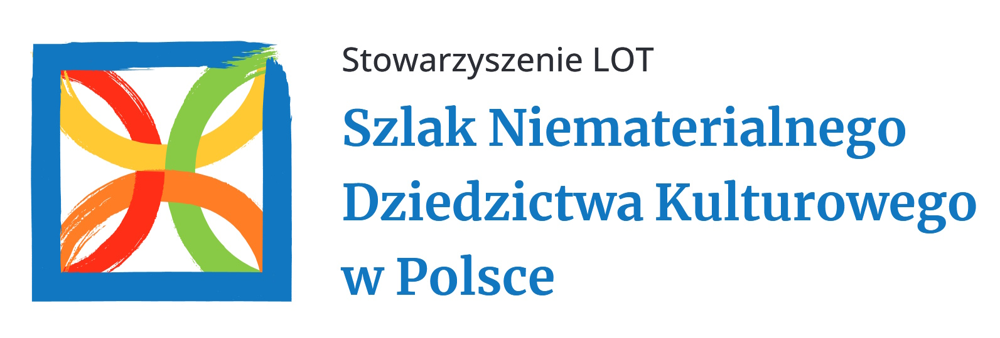 Stowarzyszenie LOT
Szlak Niematerialnego
Dziedzictwa Kulturowego
w Polsce